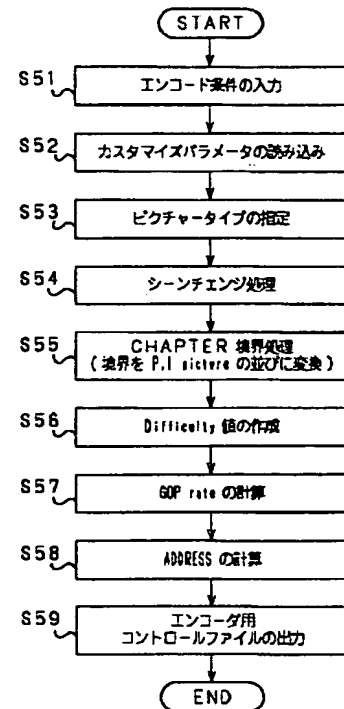 START
S51
エンコード条件の入力
S52
カスタマイズパラメータの読み込み
S53
ピクチャータイプの指定
S54
シーンチェンジ処理
S55
CHAPTER 境界処理
(境界を P.I picture の並びに変換)
S56
Difficulty 値の作成
S57
GOP rate の計算
S58
ADDRESS の計算
S59
エンコーダ用
コントロールファイルの出力
END